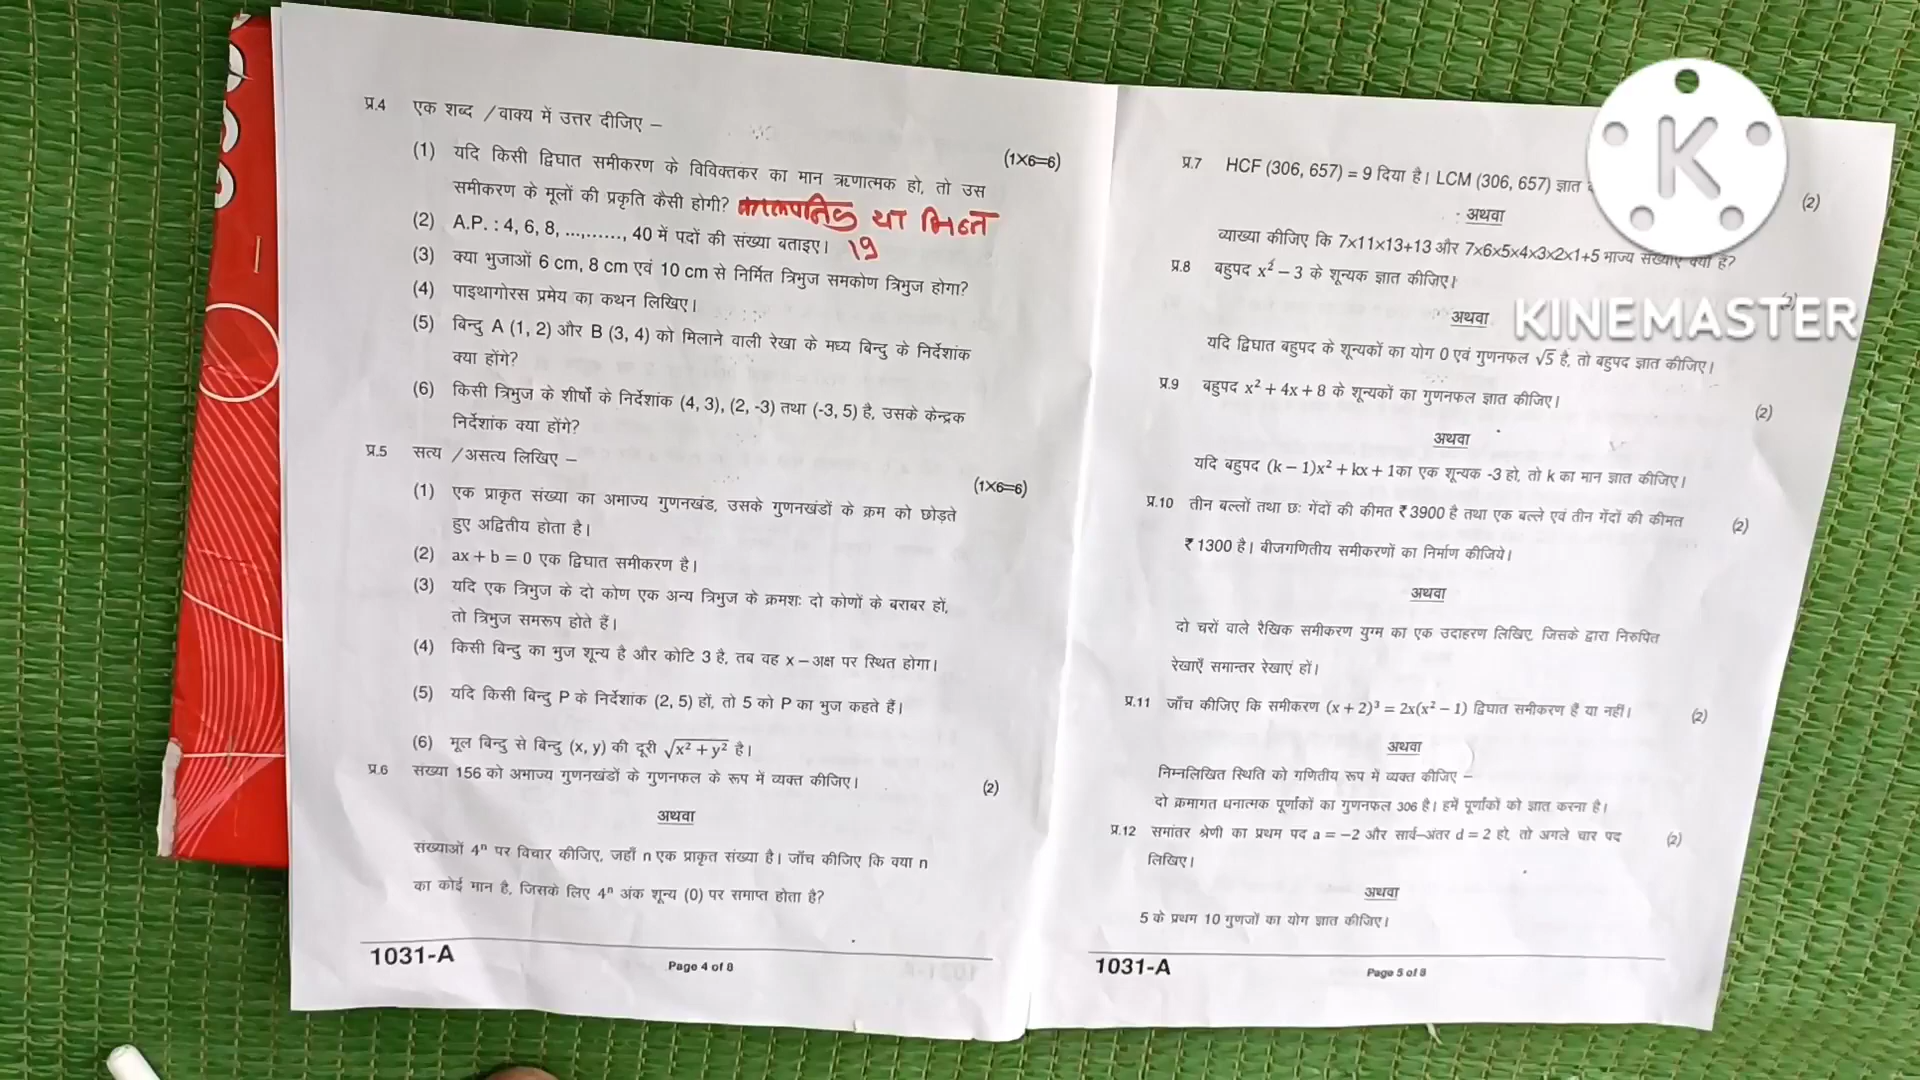 प्र.4 एक शब्द / वाक्य में उत्तर दीजिए –
(1×6=6)
(1) यदि किसी द्विघात समीकरण के विविक्तकर का मान ऋणात्मक हो, तो उस
समीकरण के मूलों की प्रकृति कैसी होगी? काल्पनिक या भिन्न
(2) A.P. : 4, 6, 8, ...,......, 40 में पदों की संख्या बताइए। 19
(3) क्या भुजाओं 6 cm, 8 cm एवं 10 cm से निर्मित त्रिभुज समकोण त्रिभुज होगा?
(4) पाइथागोरस प्रमेय का कथन लिखिए।
(5) बिन्दु A (1, 2) और B (3, 4) को मिलाने वाली रेखा के मध्य बिन्दु के निर्देशांक
क्या होंगे?
(6) किसी त्रिभुज के शीर्षों के निर्देशांक (4, 3), (2, -3) तथा (-3, 5) है, उसके केन्द्रक
निर्देशांक क्या होंगे?
प्र.5 सत्य / असत्य लिखिए –
(1×6=6)
(1) एक प्राकृत संख्या का अभाज्य गुणनखंड, उसके गुणनखंडों के क्रम को छोड़ते
हुए अद्वितीय होता है।
(2) ax + b = 0 एक द्विघात समीकरण है।
(3) यदि एक त्रिभुज के दो कोण एक अन्य त्रिभुज के क्रमशः दो कोणों के बराबर हों,
तो त्रिभुज समरूप होते हैं।
(4) किसी बिन्दु का भुज शून्य है और कोटि 3 है, तब वह x – अक्ष पर स्थित होगा।
(5) यदि किसी बिन्दु P के निर्देशांक (2, 5) हों, तो 5 को P का भुज कहते हैं।
(6) मूल बिन्दु से बिन्दु (x, y) की दूरी √x² + y² है।
प्र.6 संख्या 156 को अभाज्य गुणनखंडों के गुणनफल के रूप में व्यक्त कीजिए। (2)
अथवा
संख्याओं 4ⁿ पर विचार कीजिए, जहाँ n एक प्राकृत संख्या है। जाँच कीजिए कि क्या n
का कोई मान है, जिसके लिए 4ⁿ अंक शून्य (0) पर समाप्त होता है?
1031-A Page 4 of 8
प्र.7 HCF (306, 657) = 9 दिया है। LCM (306, 657) ज्ञात (2)
अथवा
व्याख्या कीजिए कि 7×11×13+13 और 7×6×5×4×3×2×1+5 भाज्य संख्याएं क्यों हैं?
प्र.8 बहुपद x² – 3 के शून्यक ज्ञात कीजिए। (2)
अथवा
यदि द्विघात बहुपद के शून्यकों का योग 0 एवं गुणनफल √5 है, तो बहुपद ज्ञात कीजिए।
प्र.9 बहुपद x² + 4x + 8 के शून्यकों का गुणनफल ज्ञात कीजिए। (2)
अथवा
यदि बहुपद (k – 1)x² + kx + 1 का एक शून्यक -3 हो, तो k का मान ज्ञात कीजिए।
प्र.10 तीन बल्लों तथा छः गेंदों की कीमत ₹ 3900 है तथा एक बल्ले एवं तीन गेंदों की कीमत (2)
₹ 1300 है। बीजगणितीय समीकरणों का निर्माण कीजिये।
अथवा
दो चरों वाले रैखिक समीकरण युग्म का एक उदाहरण लिखिए, जिसके द्वारा निरुपित
रेखाएँ समान्तर रेखाएं हों।
प्र.11 जाँच कीजिए कि समीकरण (x + 2)³ = 2x(x² – 1) द्विघात समीकरण है या नहीं। (2)
अथवा
निम्नलिखित स्थिति को गणितीय रूप में व्यक्त कीजिए –
दो क्रमागत धनात्मक पूर्णांकों का गुणनफल 306 है। हमें पूर्णांकों को ज्ञात करना है।
प्र.12 समांतर श्रेणी का प्रथम पद a = –2 और सार्व–अंतर d = 2 हो, तो अगले चार पद (2)
लिखिए।
अथवा
5 के प्रथम 10 गुणजों का योग ज्ञात कीजिए।
1031-A Page 5 of 8
K
KINEMASTER